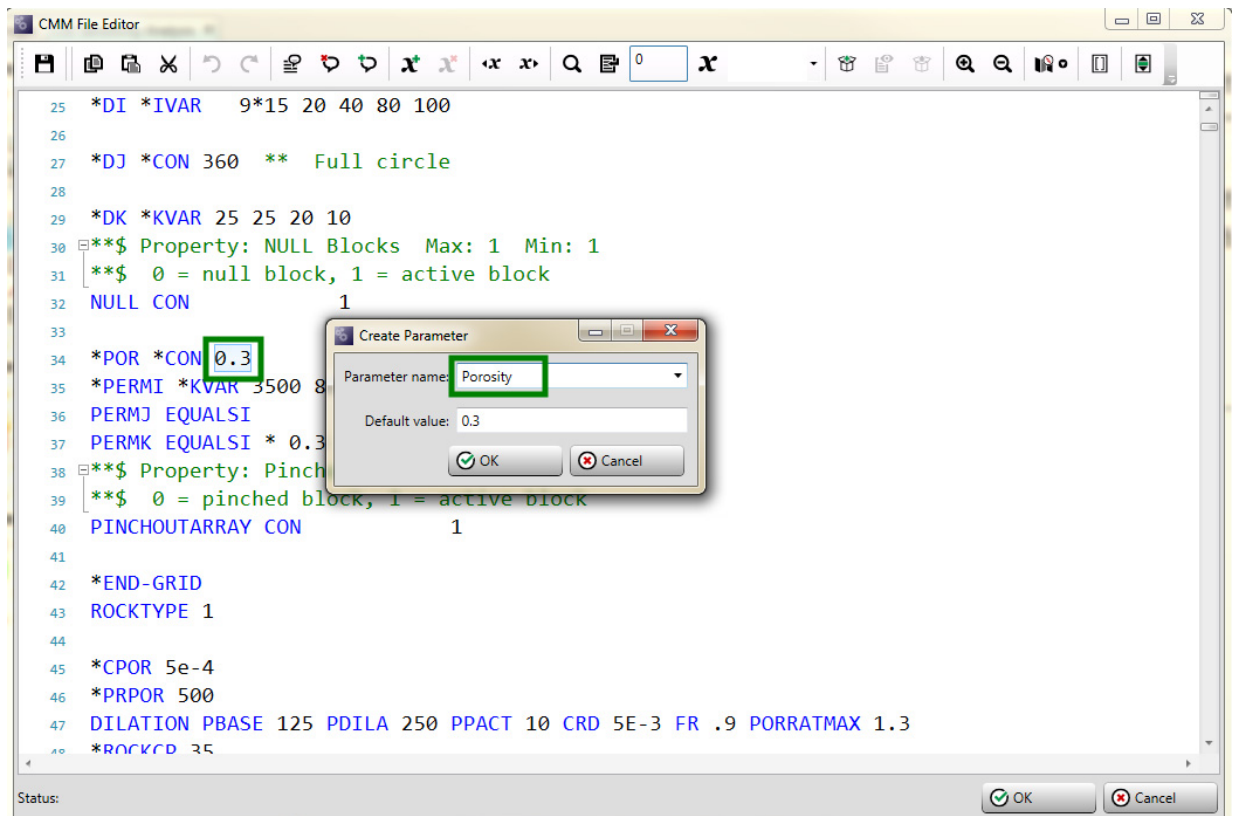 CMM File Editor
0
x
25 *DI *IVAR 9*15 20 40 80 100
26
27 *DJ *CON 360 ** Full circle
28
29 *DK *KVAR 25 25 20 10
30 **$ Property: NULL Blocks Max: 1 Min: 1
31 **$ 0 = null block, 1 = active block
32 NULL CON 1
33
34 *POR *CON 0.3
35 *PERMI *KVAR 3500 8
36 PERMJ EQUALSI
37 PERMK EQUALSI * 0.3
38 **$ Property: Pinch
39 **$ 0 = pinched block, 1 = active block
40 PINCHOUTARRAY CON 1
41
42 *END-GRID
43 ROCKTYPE 1
44
45 *CPOR 5e-4
46 *PRPOR 500
47 DILATION PBASE 125 PDILA 250 PPACT 10 CRD 5E-3 FR .9 PORRATMAX 1.3
48 *ROCKCP 35
Create Parameter
Parameter name: Porosity
Default value: 0.3
OK Cancel
Status:
OK Cancel